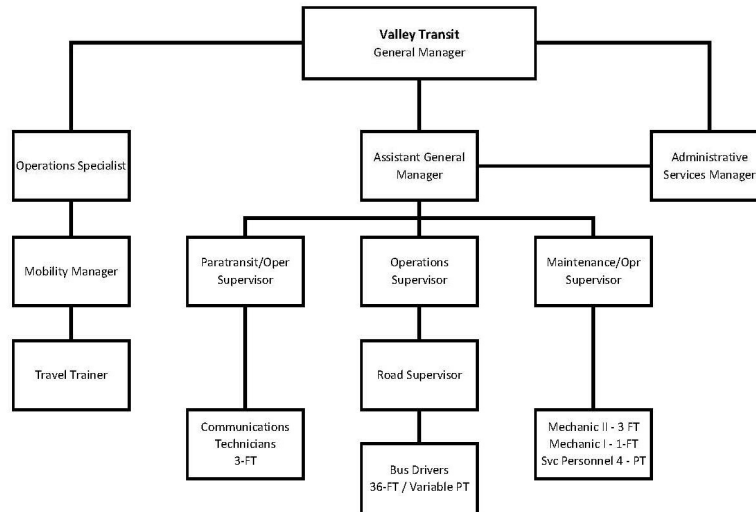 Valley Transit
General Manager
Operations Specialist
Assistant General
Manager
Administrative
Services Manager
Mobility Manager
Paratransit/Oper
Supervisor
Operations
Supervisor
Maintenance/Opr
Supervisor
Travel Trainer
Road Supervisor
Communications
Technicians
3-FT
Mechanic II - 3 FT
Mechanic I - 1-FT
Svc Personnel 4 - PT
Bus Drivers
36-FT / Variable PT